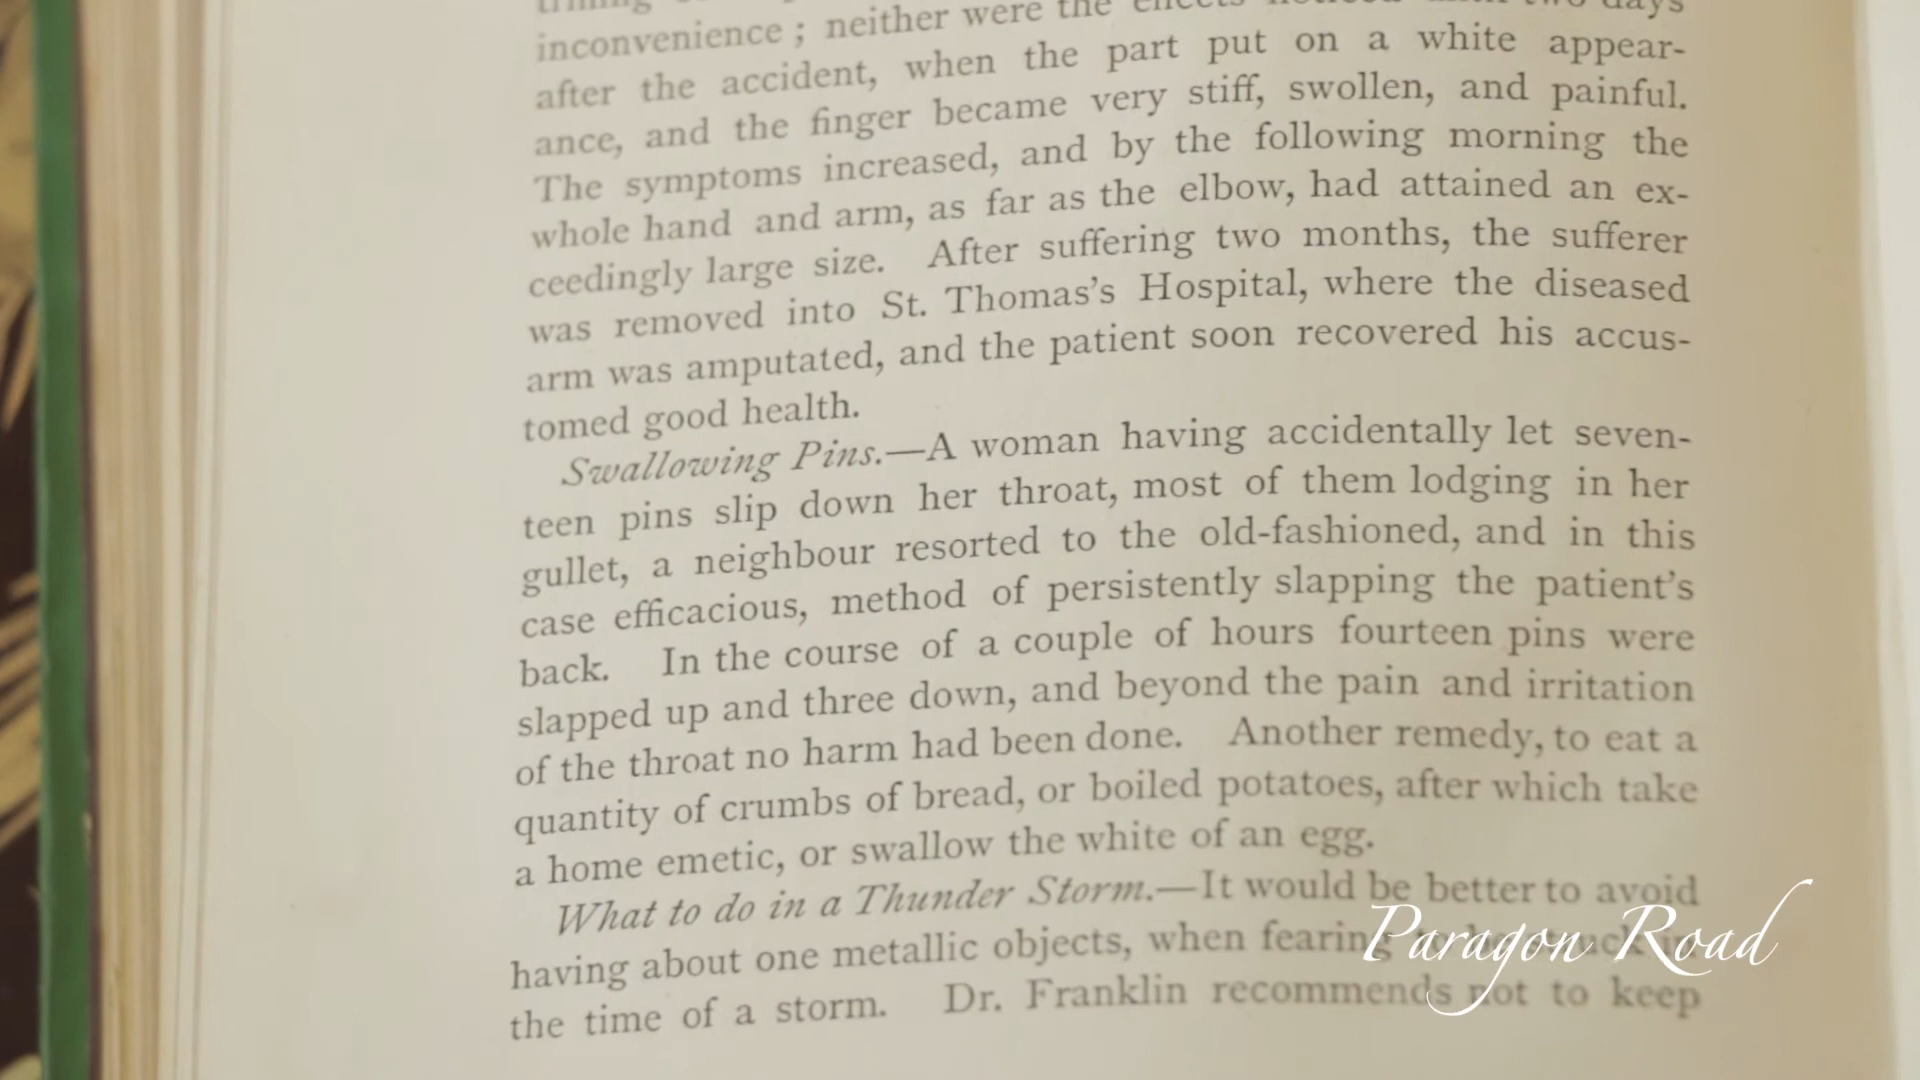 inconvenience ; neither were the effects noticed until two days
after the accident, when the part put on a white appear-
ance, and the finger became very stiff, swollen, and painful.
The symptoms increased, and by the following morning the
whole hand and arm, as far as the elbow, had attained an ex-
ceedingly large size. After suffering two months, the sufferer
was removed into St. Thomas's Hospital, where the diseased
arm was amputated, and the patient soon recovered his accus-
tomed good health.
Swallowing Pins.—A woman having accidentally let seven-
teen pins slip down her throat, most of them lodging in her
gullet, a neighbour resorted to the old-fashioned, and in this
case efficacious, method of persistently slapping the patient's
back. In the course of a couple of hours fourteen pins were
slapped up and three down, and beyond the pain and irritation
of the throat no harm had been done. Another remedy, to eat a
quantity of crumbs of bread, or boiled potatoes, after which take
a home emetic, or swallow the white of an egg.
What to do in a Thunder Storm.—It would be better to avoid
having about one metallic objects, when fearing
the time of a storm. Dr. Franklin recommends not to keep
Paragon Road